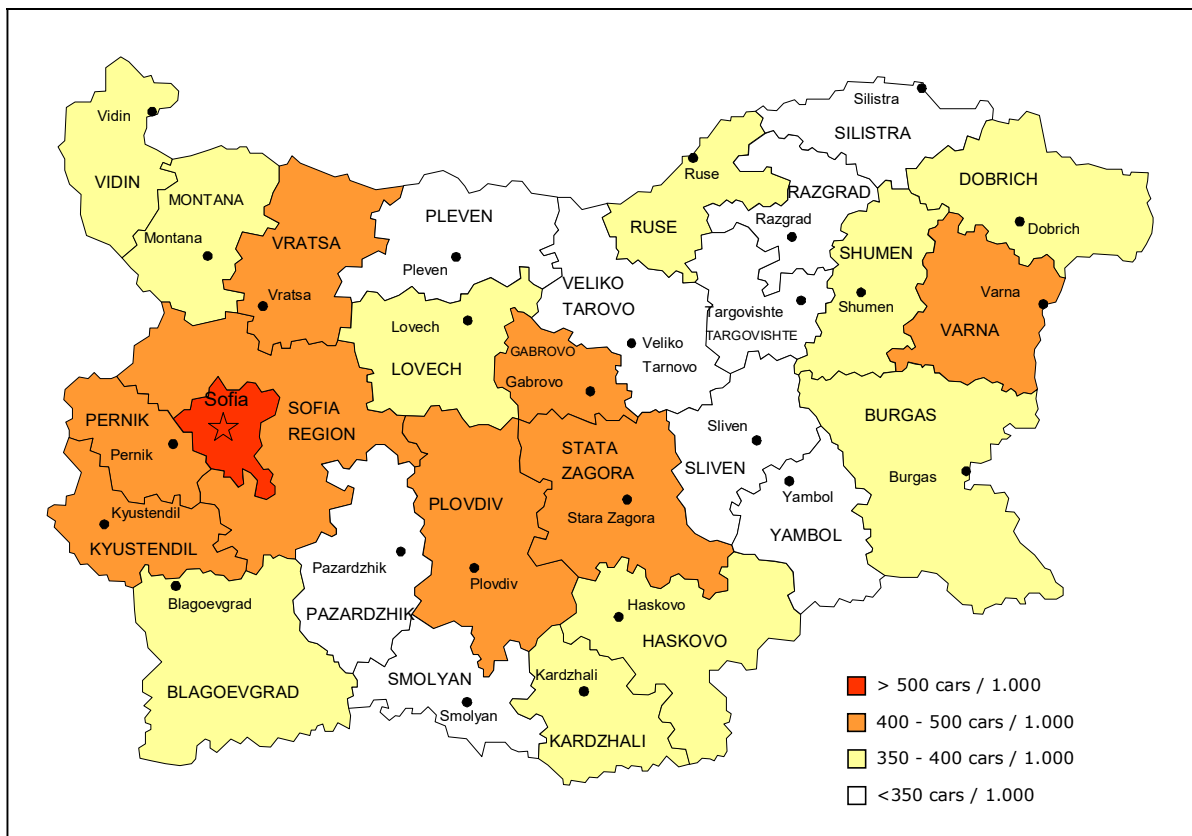 Silistra
SILISTRA
Vidin
VIDIN
MONTANA
Montana
VRATSA
Vratsa
PLEVEN
Pleven
Ruse
RUSE
RAZGRAD
Razgrad
DOBRICH
Dobrich
SHUMEN
Shumen
Varna
VARNA
VELIKO
TAROVO
Veliko
Tarnovo
Targovishte
TARGOVISHTE
Lovech
LOVECH
GABROVO
Gabrovo
Sofia
SOFIA
REGION
PERNIK
Pernik
Kyustendil
KYUSTENDIL
PLOVDIV
Plovdiv
STATA
ZAGORA
Stara Zagora
Sliven
SLIVEN
Yambol
YAMBOL
BURGAS
Burgas
Pazardzhik
PAZARDZHIK
Blagoevgrad
BLAGOEVGRAD
Haskovo
HASKOVO
SMOLYAN
Smolyan
Kardzhali
KARDZHALI
> 500 cars / 1.000
400 - 500 cars / 1.000
350 - 400 cars / 1.000
<350 cars / 1.000